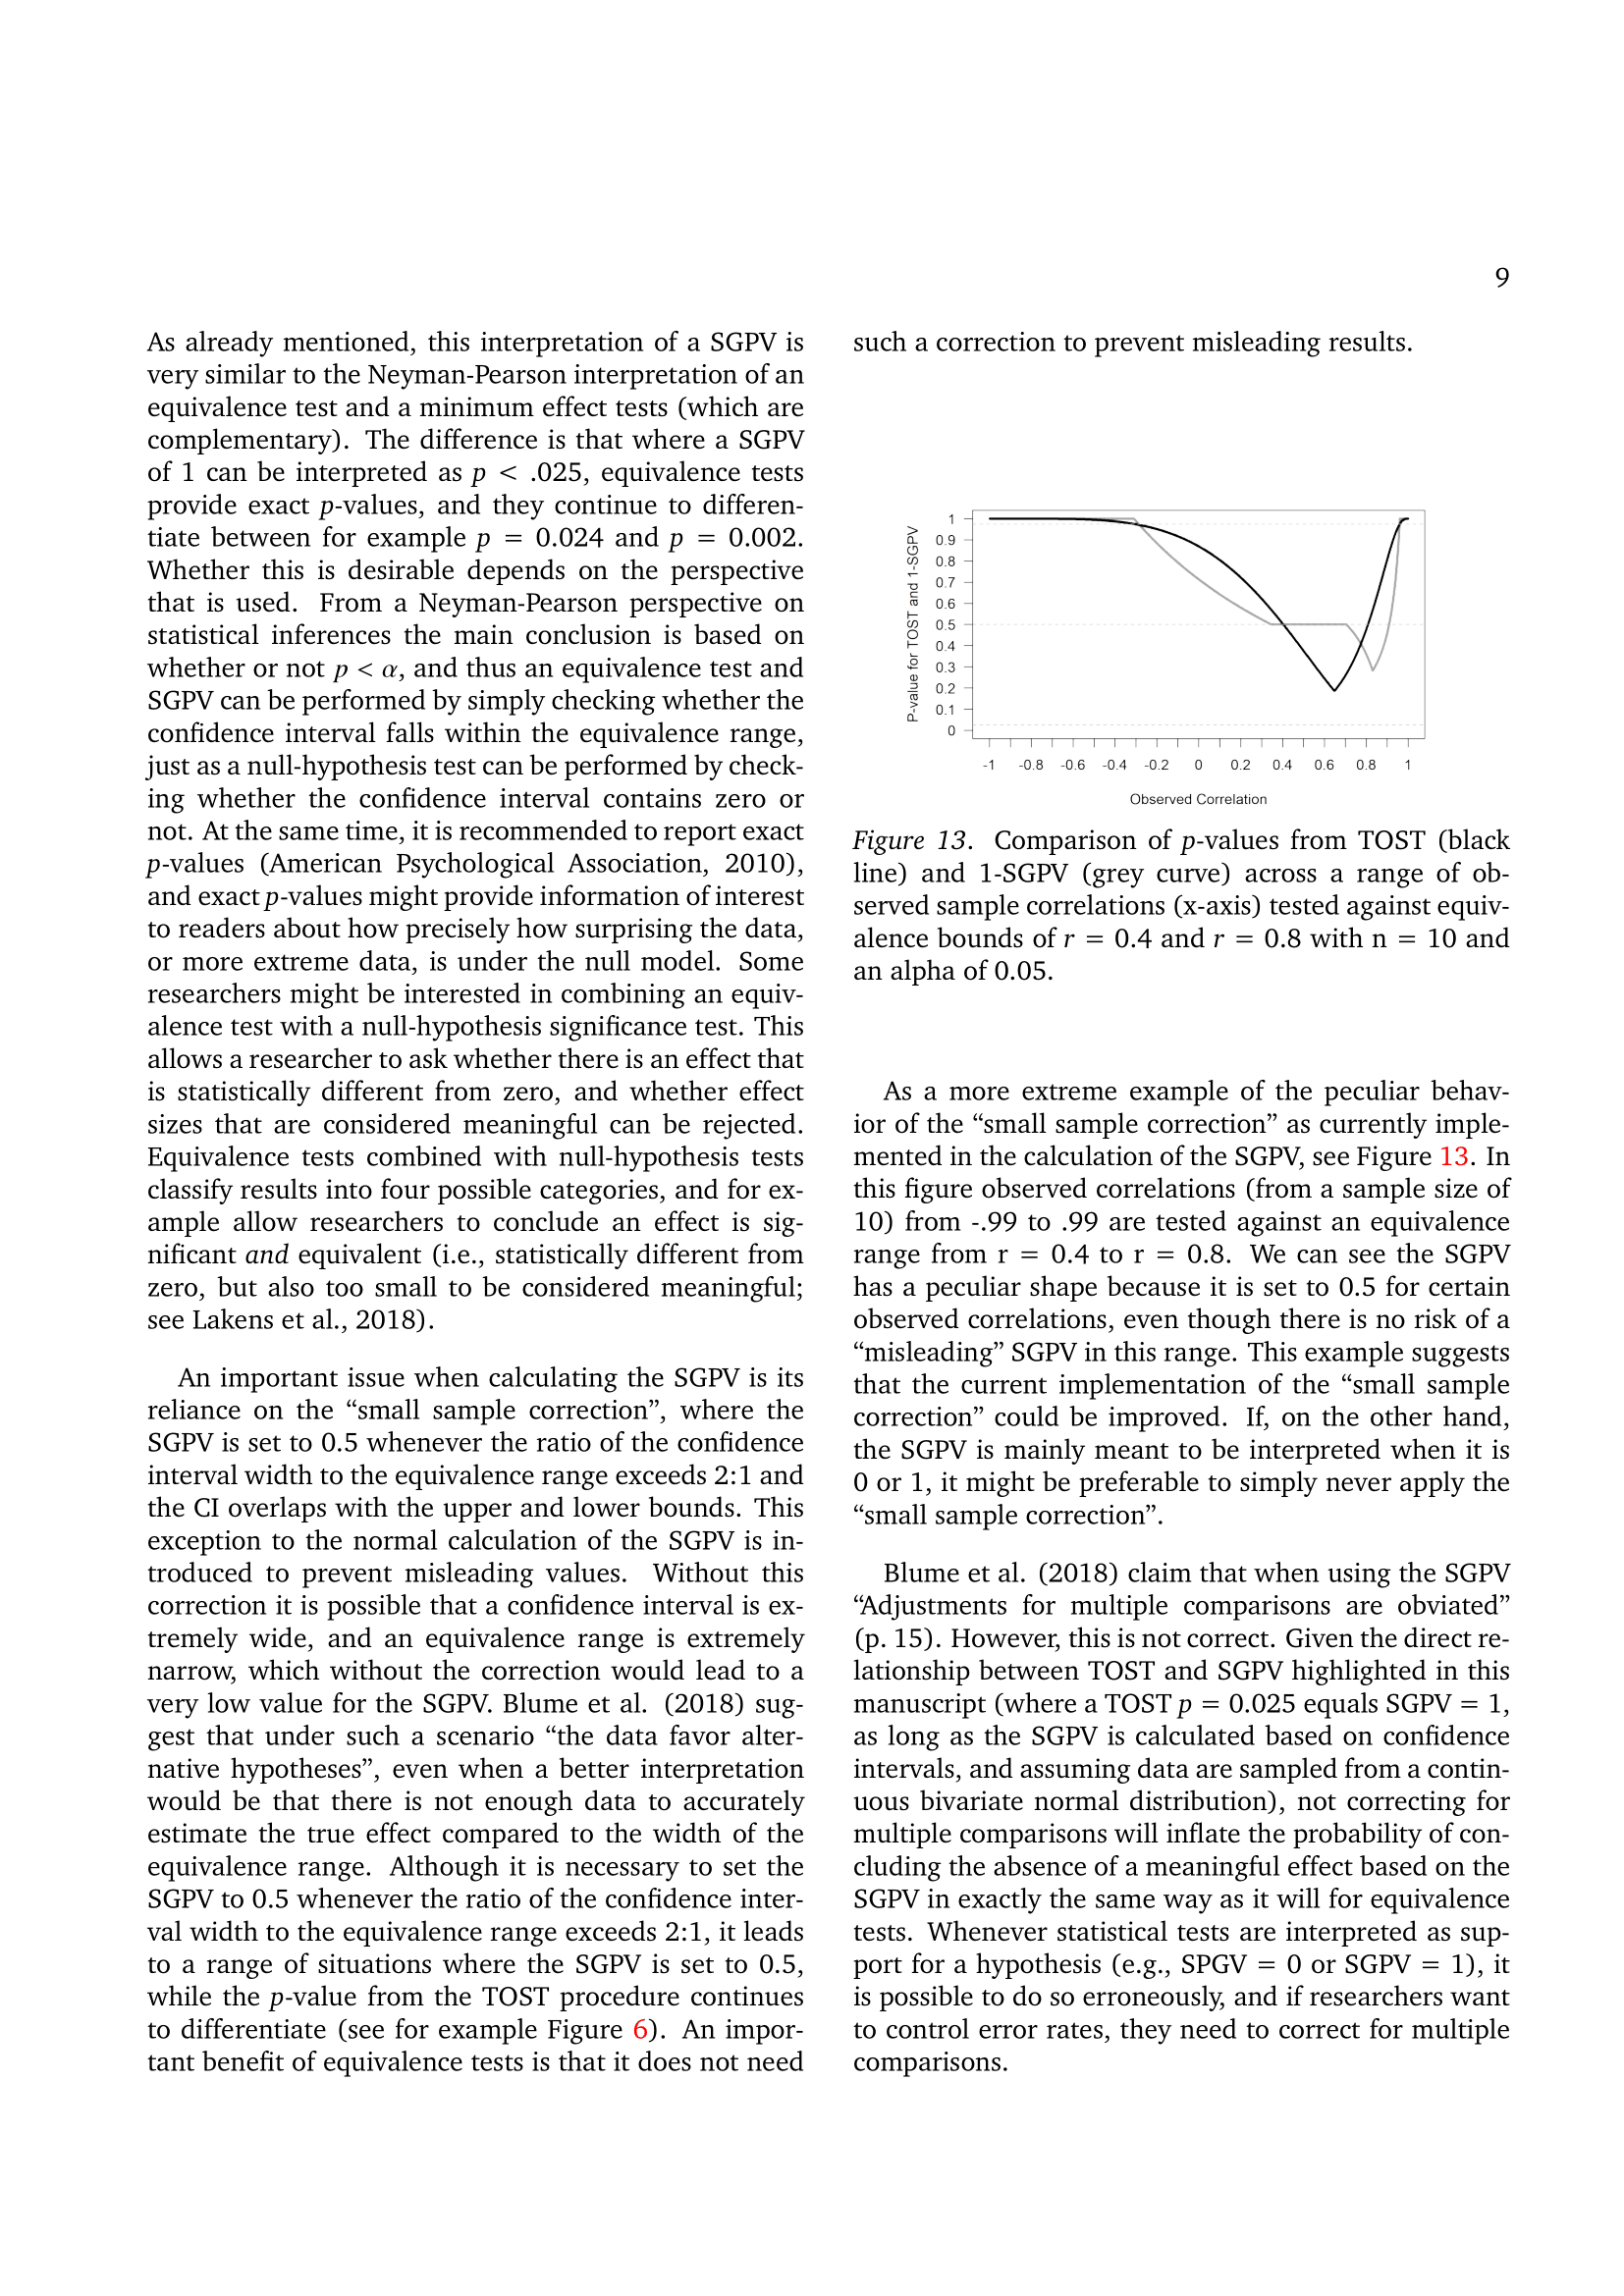 9
As already mentioned, this interpretation of a SGPV is
very similar to the Neyman-Pearson interpretation of an
equivalence test and a minimum effect tests (which are
complementary). The difference is that where a SGPV
of 1 can be interpreted as p < .025, equivalence tests
provide exact p-values, and they continue to differen-
tiate between for example p = 0.024 and p = 0.002.
Whether this is desirable depends on the perspective
that is used. From a Neyman-Pearson perspective on
statistical inferences the main conclusion is based on
whether or not p < α, and thus an equivalence test and
SGPV can be performed by simply checking whether the
confidence interval falls within the equivalence range,
just as a null-hypothesis test can be performed by check-
ing whether the confidence interval contains zero or
not. At the same time, it is recommended to report exact
p-values (American Psychological Association, 2010),
and exact p-values might provide information of interest
to readers about how precisely how surprising the data,
or more extreme data, is under the null model. Some
researchers might be interested in combining an equiv-
alence test with a null-hypothesis significance test. This
allows a researcher to ask whether there is an effect that
is statistically different from zero, and whether effect
sizes that are considered meaningful can be rejected.
Equivalence tests combined with null-hypothesis tests
classify results into four possible categories, and for ex-
ample allow researchers to conclude an effect is sig-
nificant and equivalent (i.e., statistically different from
zero, but also too small to be considered meaningful;
see Lakens et al., 2018).
An important issue when calculating the SGPV is its
reliance on the “small sample correction”, where the
SGPV is set to 0.5 whenever the ratio of the confidence
interval width to the equivalence range exceeds 2:1 and
the CI overlaps with the upper and lower bounds. This
exception to the normal calculation of the SGPV is in-
troduced to prevent misleading values. Without this
correction it is possible that a confidence interval is ex-
tremely wide, and an equivalence range is extremely
narrow, which without the correction would lead to a
very low value for the SGPV. Blume et al. (2018) sug-
gest that under such a scenario “the data favor alter-
native hypotheses”, even when a better interpretation
would be that there is not enough data to accurately
estimate the true effect compared to the width of the
equivalence range. Although it is necessary to set the
SGPV to 0.5 whenever the ratio of the confidence inter-
val width to the equivalence range exceeds 2:1, it leads
to a range of situations where the SGPV is set to 0.5,
while the p-value from the TOST procedure continues
to differentiate (see for example Figure 6). An impor-
tant benefit of equivalence tests is that it does not need
such a correction to prevent misleading results.
P-value for TOST and 1-SGPV
1
0.9
0.8
0.7
0.6
0.5
0.4
0.3
0.2
0.1
0
-1 -0.8 -0.6 -0.4 -0.2 0 0.2 0.4 0.6 0.8 1
Observed Correlation
Figure 13. Comparison of p-values from TOST (black
line) and 1-SGPV (grey curve) across a range of ob-
served sample correlations (x-axis) tested against equiv-
alence bounds of r = 0.4 and r = 0.8 with n = 10 and
an alpha of 0.05.
As a more extreme example of the peculiar behav-
ior of the “small sample correction” as currently imple-
mented in the calculation of the SGPV, see Figure 13. In
this figure observed correlations (from a sample size of
10) from -.99 to .99 are tested against an equivalence
range from r = 0.4 to r = 0.8. We can see the SGPV
has a peculiar shape because it is set to 0.5 for certain
observed correlations, even though there is no risk of a
“misleading” SGPV in this range. This example suggests
that the current implementation of the “small sample
correction” could be improved. If, on the other hand,
the SGPV is mainly meant to be interpreted when it is
0 or 1, it might be preferable to simply never apply the
“small sample correction”.
Blume et al. (2018) claim that when using the SGPV
“Adjustments for multiple comparisons are obviated”
(p. 15). However, this is not correct. Given the direct re-
lationship between TOST and SGPV highlighted in this
manuscript (where a TOST p = 0.025 equals SGPV = 1,
as long as the SGPV is calculated based on confidence
intervals, and assuming data are sampled from a contin-
uous bivariate normal distribution), not correcting for
multiple comparisons will inflate the probability of con-
cluding the absence of a meaningful effect based on the
SGPV in exactly the same way as it will for equivalence
tests. Whenever statistical tests are interpreted as sup-
port for a hypothesis (e.g., SPGV = 0 or SGPV = 1), it
is possible to do so erroneously, and if researchers want
to control error rates, they need to correct for multiple
comparisons.